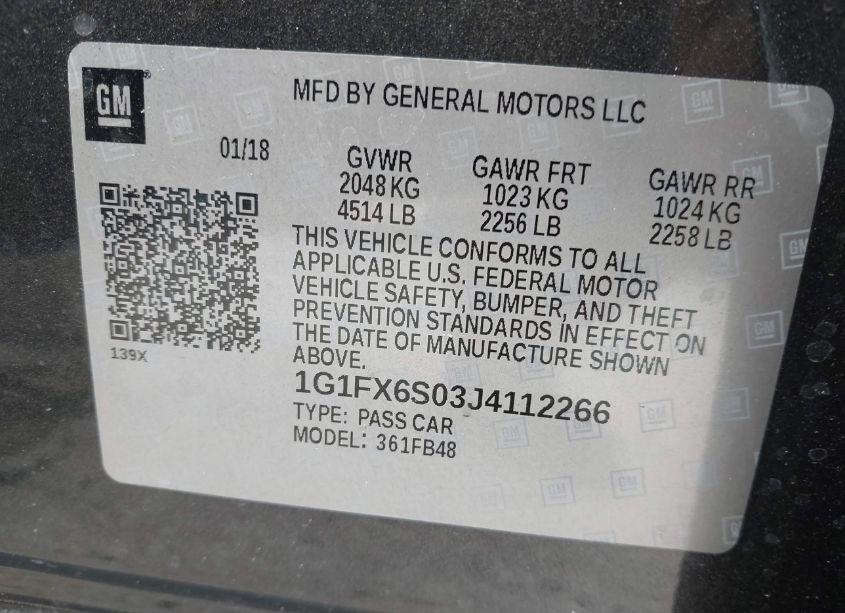 GM
MFD BY GENERAL MOTORS LLC
01/18
GVWR
2048 KG
4514 LB
GAWR FRT
1023 KG
2256 LB
GAWR RR
1024 KG
2258 LB
THIS VEHICLE CONFORMS TO ALL
APPLICABLE U.S. FEDERAL MOTOR
VEHICLE SAFETY, BUMPER, AND THEFT
PREVENTION STANDARDS IN EFFECT ON
THE DATE OF MANUFACTURE SHOWN
ABOVE.
139X
1G1FX6S03J4112266
TYPE: PASS CAR
MODEL: 361FB48